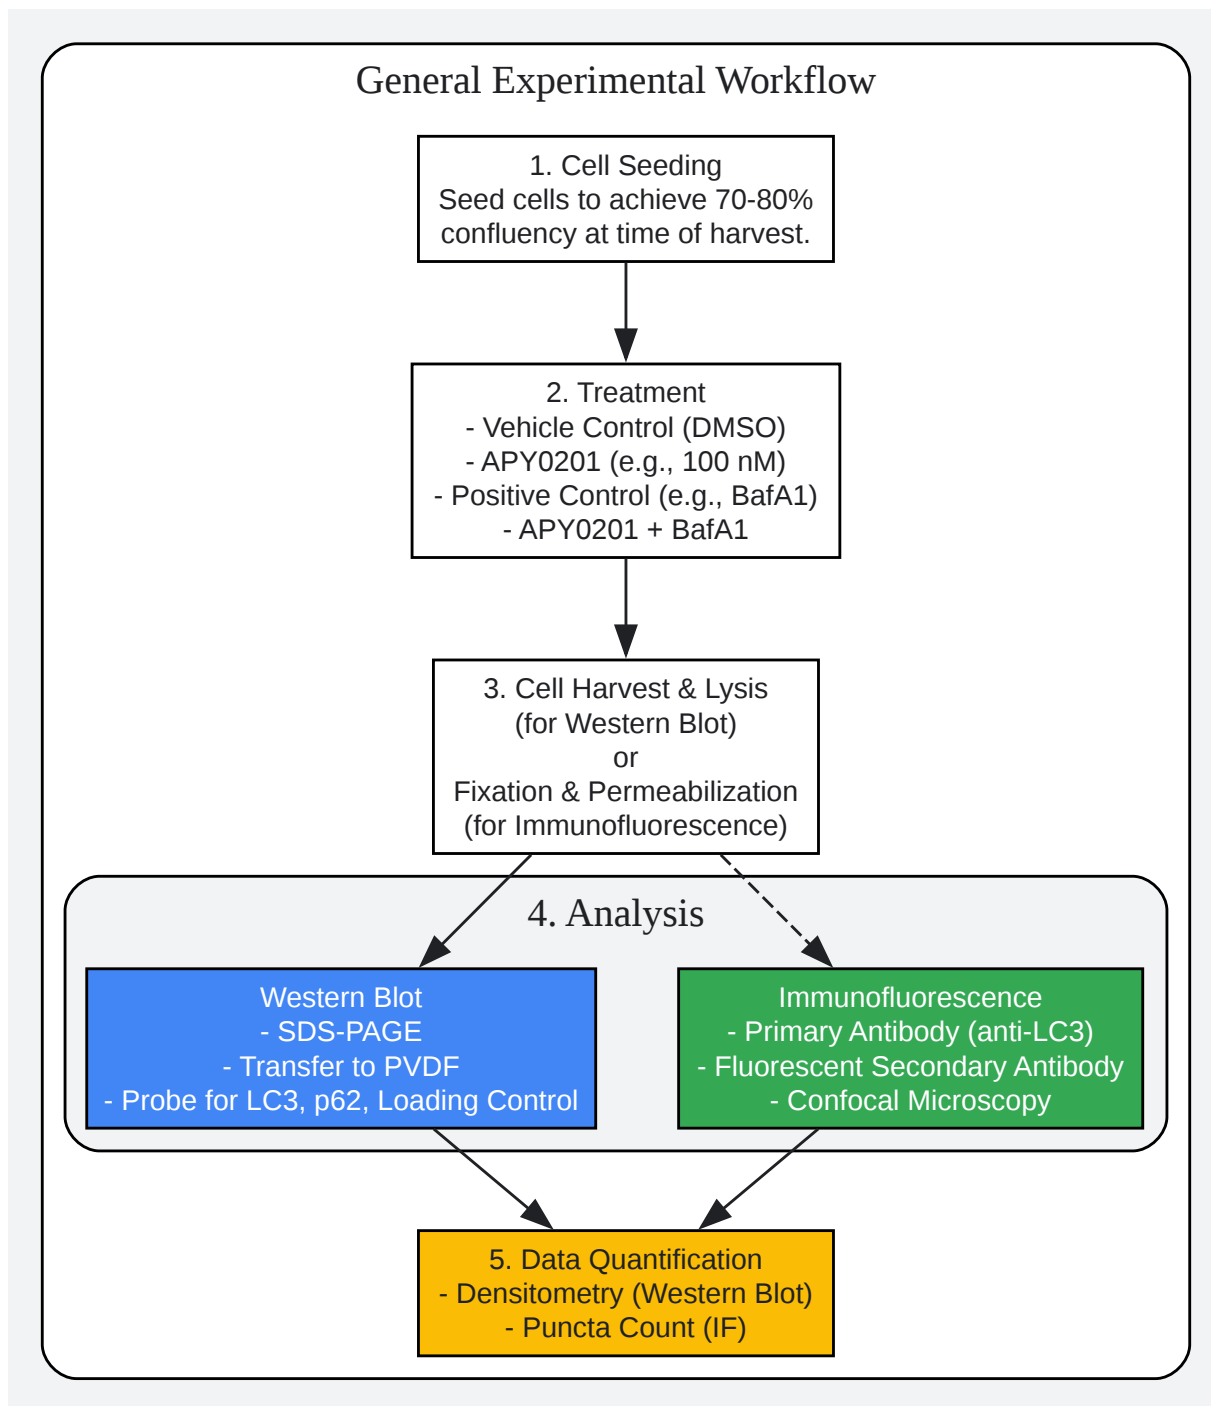 General Experimental Workflow
1. Cell Seeding
Seed cells to achieve 70-80%
confluency at time of harvest.
2. Treatment
- Vehicle Control (DMSO)
- APY0201 (e.g., 100 nM)
- Positive Control (e.g., BafA1)
- APY0201 + BafA1
3. Cell Harvest & Lysis
(for Western Blot)
or
Fixation & Permeabilization
(for Immunofluorescence)
4. Analysis
Western Blot
- SDS-PAGE
- Transfer to PVDF
- Probe for LC3, p62, Loading Control
Immunofluorescence
- Primary Antibody (anti-LC3)
- Fluorescent Secondary Antibody
- Confocal Microscopy
5. Data Quantification
- Densitometry (Western Blot)
- Puncta Count (IF)